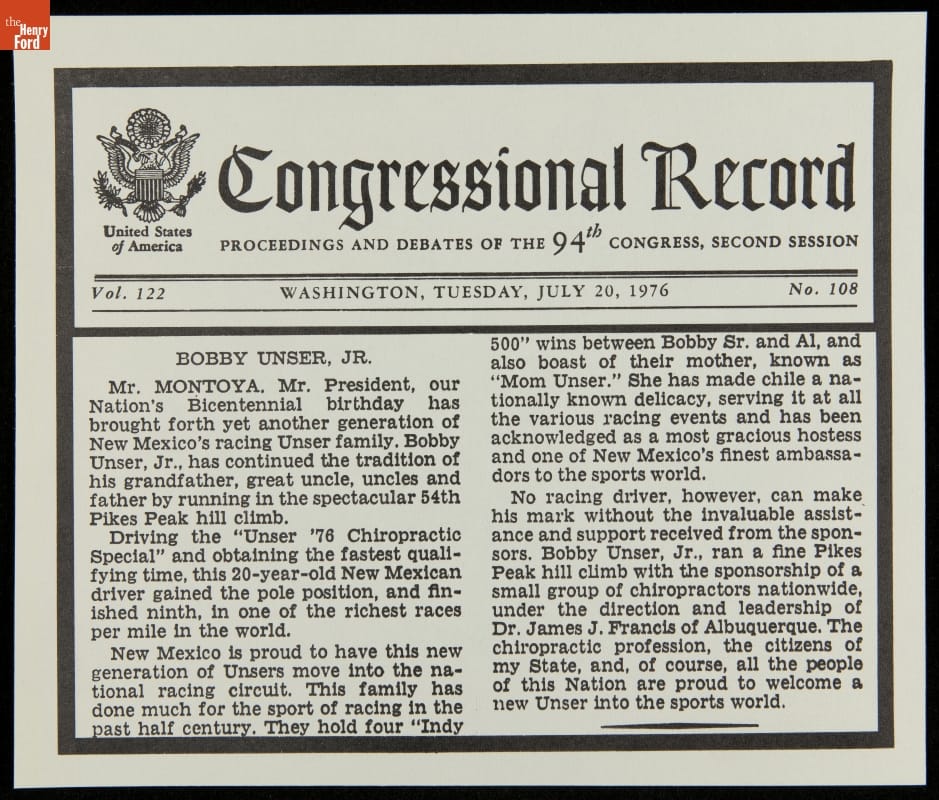 the
Henry
Ford
United States
of America
Congressional Record
PROCEEDINGS AND DEBATES OF THE 94th CONGRESS, SECOND SESSION
Vol. 122
WASHINGTON, TUESDAY, JULY 20, 1976
No. 108
BOBBY UNSER, JR.
Mr. MONTOYA. Mr. President, our
Nation's Bicentennial birthday has
brought forth yet another generation of
New Mexico's racing Unser family. Bobby
Unser, Jr., has continued the tradition of
his grandfather, great uncle, uncles and
father by running in the spectacular 54th
Pikes Peak hill climb.
Driving the "Unser '76 Chiropractic
Special" and obtaining the fastest quali-
fying time, this 20-year-old New Mexican
driver gained the pole position, and fin-
ished ninth, in one of the richest races
per mile in the world.
New Mexico is proud to have this new
generation of Unsers move into the na-
tional racing circuit. This family has
done much for the sport of racing in the
past half century. They hold four "Indy
500" wins between Bobby Sr. and Al, and
also boast of their mother, known as
"Mom Unser." She has made chile a na-
tionally known delicacy, serving it at all
the various racing events and has been
acknowledged as a most gracious hostess
and one of New Mexico's finest ambassa-
dors to the sports world.
No racing driver, however, can make
his mark without the invaluable assist-
ance and support received from the spon-
sors. Bobby Unser, Jr., ran a fine Pikes
Peak hill climb with the sponsorship of a
small group of chiropractors nationwide,
under the direction and leadership of
Dr. James J. Francis of Albuquerque. The
chiropractic profession, the citizens of
my State, and, of course, all the people
of this Nation are proud to welcome a
new Unser into the sports world.